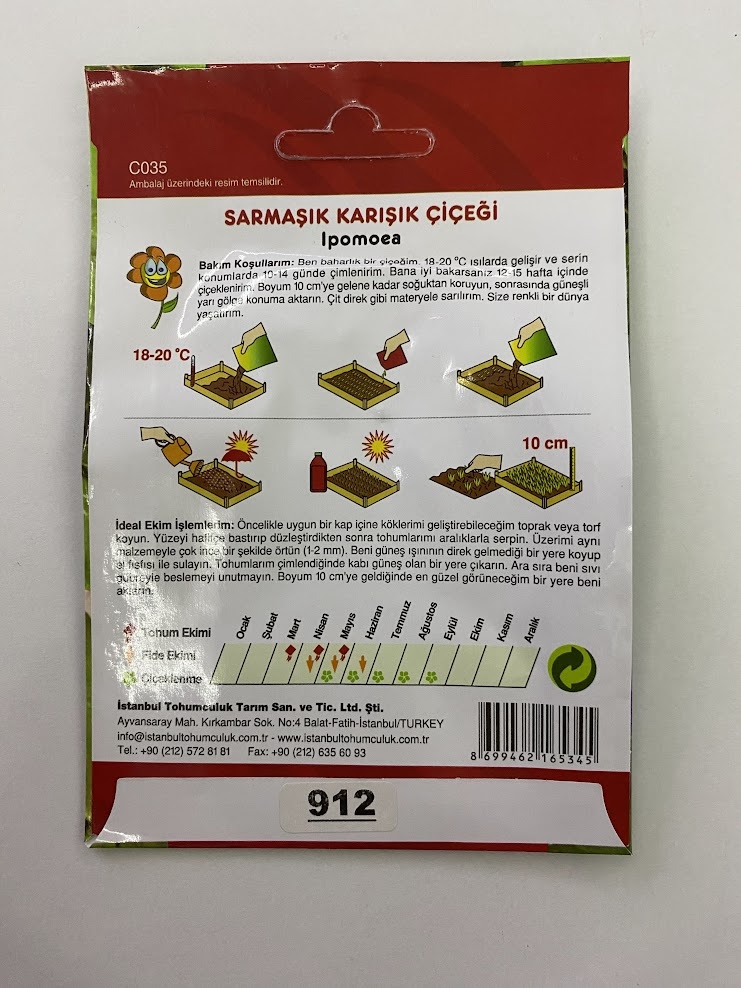 C035
Ambalaj üzerindeki resim temsilidir.
SARMAŞIK KARIŞIK ÇİÇEĞİ
Ipomoea
Bakım Koşullarım: Ben baharlık bir çiçeğim. 18-20 °C ısılarda gelişir ve serin
konumlarda 10-14 günde çimlenirim. Bana iyi bakarsanız 12-15 hafta içinde
çiçeklenirim. Boyum 10 cm'ye gelene kadar soğuktan koruyun, sonrasında güneşli
yarı gölge konuma aktarın. Çit direk gibi materyele sarılırım. Size renkli bir dünya
yaşatırım.
18-20 °C
10 cm
İdeal Ekim İşlemlerim: Öncelikle uygun bir kap içine köklerimi geliştirebileceğim toprak veya torf
koyun. Yüzeyi hafifçe bastırıp düzleştirdikten sonra tohumlarımı aralıklarla serpin. Üzerimi aynı
malzemeyle çok ince bir şekilde örtün (1-2 mm). Beni güneş ışınının direk gelmediği bir yere koyup
el fısfısı ile sulayın. Tohumlarım çimlendiğinde kabı güneş olan bir yere çıkarın. Ara sıra beni sıvı
gübreyle beslemeyi unutmayın. Boyum 10 cm'ye geldiğinde en güzel görüneceğim bir yere beni
aktarın.
Ocak Şubat Mart Nisan Mayıs Haziran Temmuz Ağustos Eylül Ekim Kasım Aralık
Tohum Ekimi
Fide Ekimi
Çiçeklenme
İstanbul Tohumculuk Tarım San. ve Tic. Ltd. Şti.
Ayvansaray Mah. Kırkambar Sok. No:4 Balat-Fatih-İstanbul/TURKEY
info@istanbultohumculuk.com.tr - www.istanbultohumculuk.com.tr
Tel.: +90 (212) 572 81 81 Fax: +90 (212) 635 60 93
8 699462 165345
912